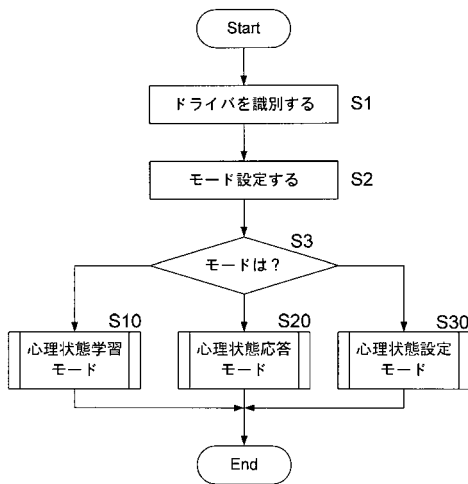 Start
ドライバを識別する
S1
モード設定する
S2
S3
モードは？
S10
心理状態学習
モード
S20
心理状態応答
モード
S30
心理状態設定
モード
End